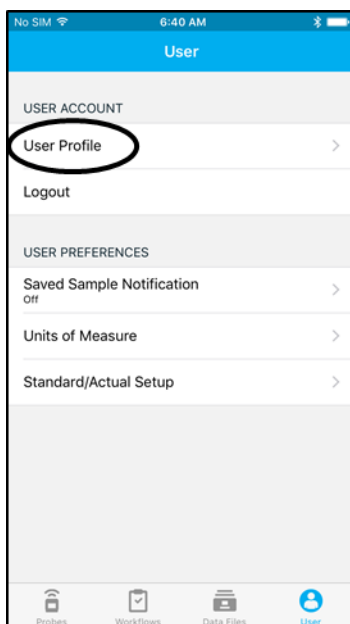 No SIM 6:40 AM
User
USER ACCOUNT
User Profile
Logout
USER PREFERENCES
Saved Sample Notification
Off
Units of Measure
Standard/Actual Setup
Probes Workflows Data Files User